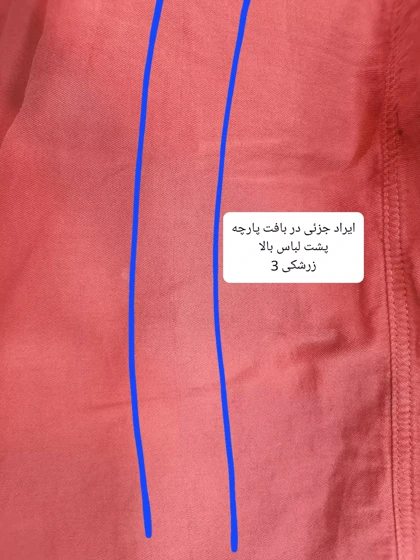 ایراد جزئی در بافت پارچه
پشت لباس بالا
زرشکی 3